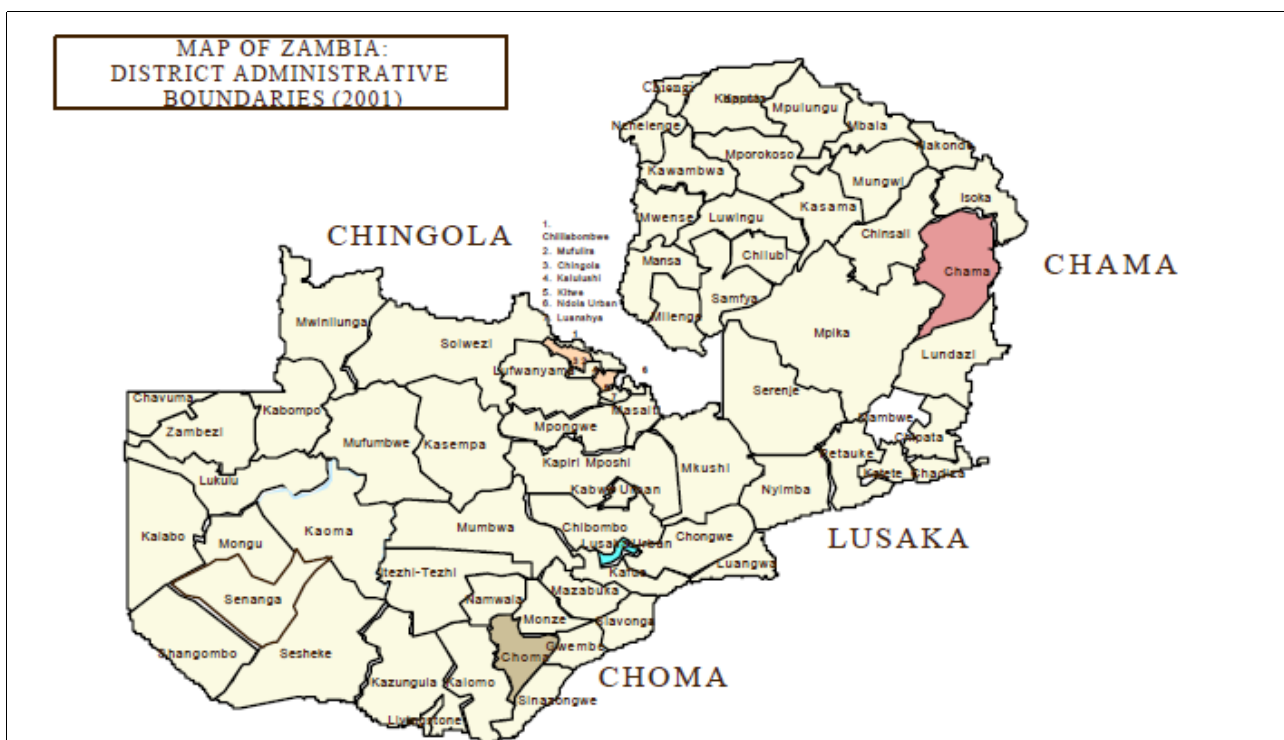 MAP OF ZAMBIA:
DISTRICT ADMINISTRATIVE
BOUNDARIES (2001)
CHINGOLA
CHAMA
LUSAKA
CHOMA
1.
Chililabombwe
2. Mufulira
3. Chingola
4. Kalulushi
5. Kitwe
6. Ndola Urban
Luanshya
1
6
7
Kaputa
Mpulungu
Mbala
Nakonde
Nchelenge
Mporokoso
Kawambwa
Mungwi
Isoka
Kasama
Mwense
Luwingu
Chinsali
Chilubi
Mansa
Chama
Samfya
Milenge
Mpika
Lundazi
Mwinilunga
Solwezi
Lufwanyama
Serenje
Masaiti
Chavuma
Kabompo
Zambezi
Mufumbwe
Kasempa
Mpongwe
Mambwe
Chipata
Petauke
Katete
Chadiza
Kapiri Mposhi
Mkushi
Nyimba
Kabwe Urban
Lukulu
Kalabo
Mongu
Kaoma
Mumbwa
Chibombo
Lusaka Urban
Chongwe
Luangwa
Kafue
Itezhi-Tezhi
Mazabuka
Namwala
Senanga
Monze
Siavonga
Gwembe
Shangombo
Sesheke
Choma
Kazungula
Kalomo
Sinazongwe
Livingstone